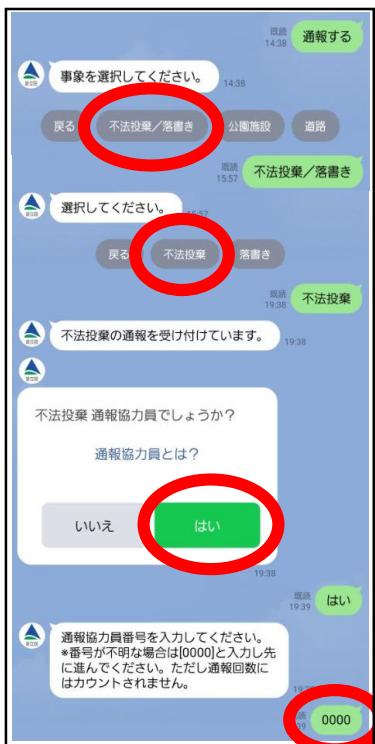 既読
14:38
通報する
事象を選択してください。
14:38
戻る
不法投棄／落書き
公園施設
道路
既読
15:57
不法投棄／落書き
選択してください。
15:57
戻る
不法投棄
落書き
既読
19:38
不法投棄
不法投棄の通報を受け付けています。
19:38
不法投棄 通報協力員でしょうか？
通報協力員とは？
いいえ
はい
19:38
既読
19:39
はい
通報協力員番号を入力してください。
*番号が不明な場合は[0000]と入力し先
に進んでください。ただし通報回数に
はカウントされません。
0000